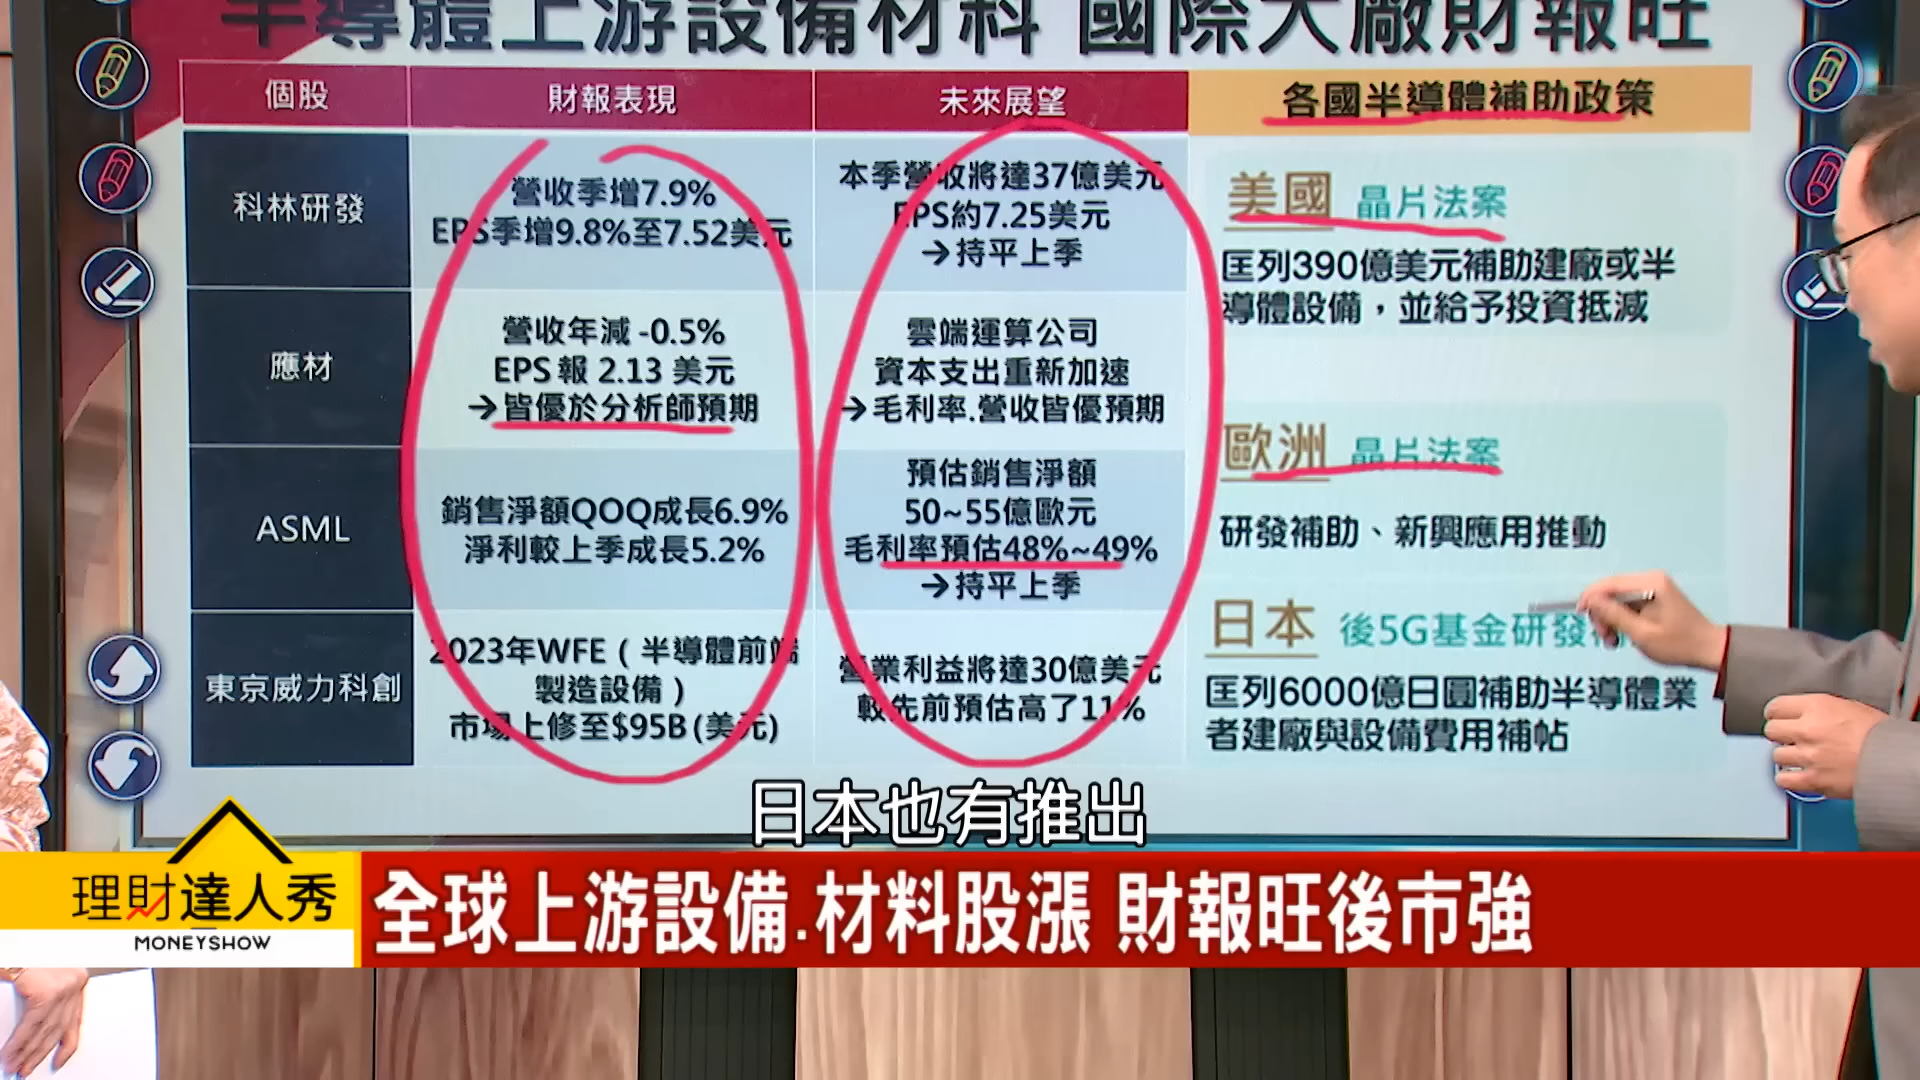 半導體上游設備材料 國際大廠財報旺
個股
財報表現
未來展望
各國半導體補助政策
科林研發
營收季增7.9%
EPS季增9.8%至7.52美元
本季營收將達37億美元
EPS約7.25美元
→持平上季
應材
營收年減 -0.5%
EPS 報 2.13 美元
→皆優於分析師預期
雲端運算公司
資本支出重新加速
→毛利率.營收皆優預期
ASML
銷售淨額QOQ成長6.9%
淨利較上季成長5.2%
預估銷售淨額
50~55億歐元
毛利率預估48%~49%
→持平上季
東京威力科創
2023年WFE（半導體前端
製造設備）
市場上修至$95B (美元)
營業利益將達30億美元
較先前預估高了11%
美國 晶片法案
匡列390億美元補助建廠或半
導體設備，並給予投資抵減
歐洲 晶片法案
研發補助、新興應用推動
日本 後5G基金研發
匡列6000億日圓補助半導體業
者建廠與設備費用補帖
日本也有推出
理財達人秀
MONEYSHOW
全球上游設備.材料股漲 財報旺後市強